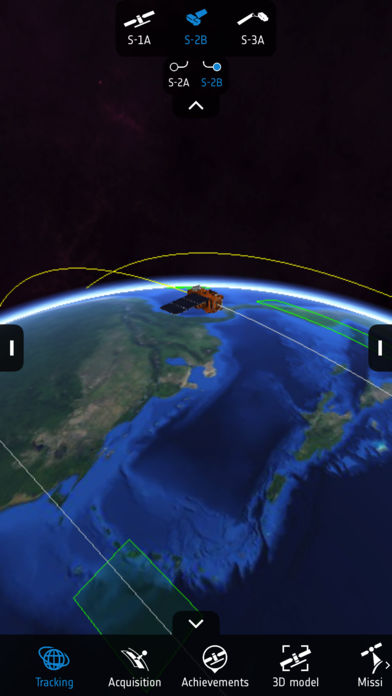 S-1A
S-2B
S-3A
S-2A
S-2B
Tracking
Acquisition
Achievements
3D model
Missi